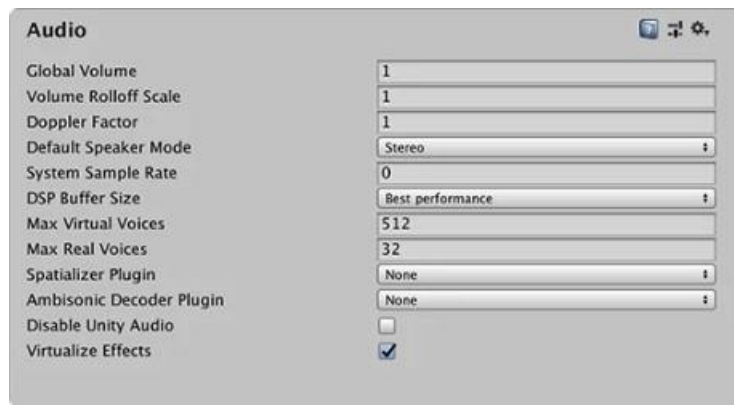 Audio
Global Volume 1
Volume Rolloff Scale 1
Doppler Factor 1
Default Speaker Mode Stereo
System Sample Rate 0
DSP Buffer Size Best performance
Max Virtual Voices 512
Max Real Voices 32
Spatializer Plugin None
Ambisonic Decoder Plugin None
Disable Unity Audio
Virtualize Effects